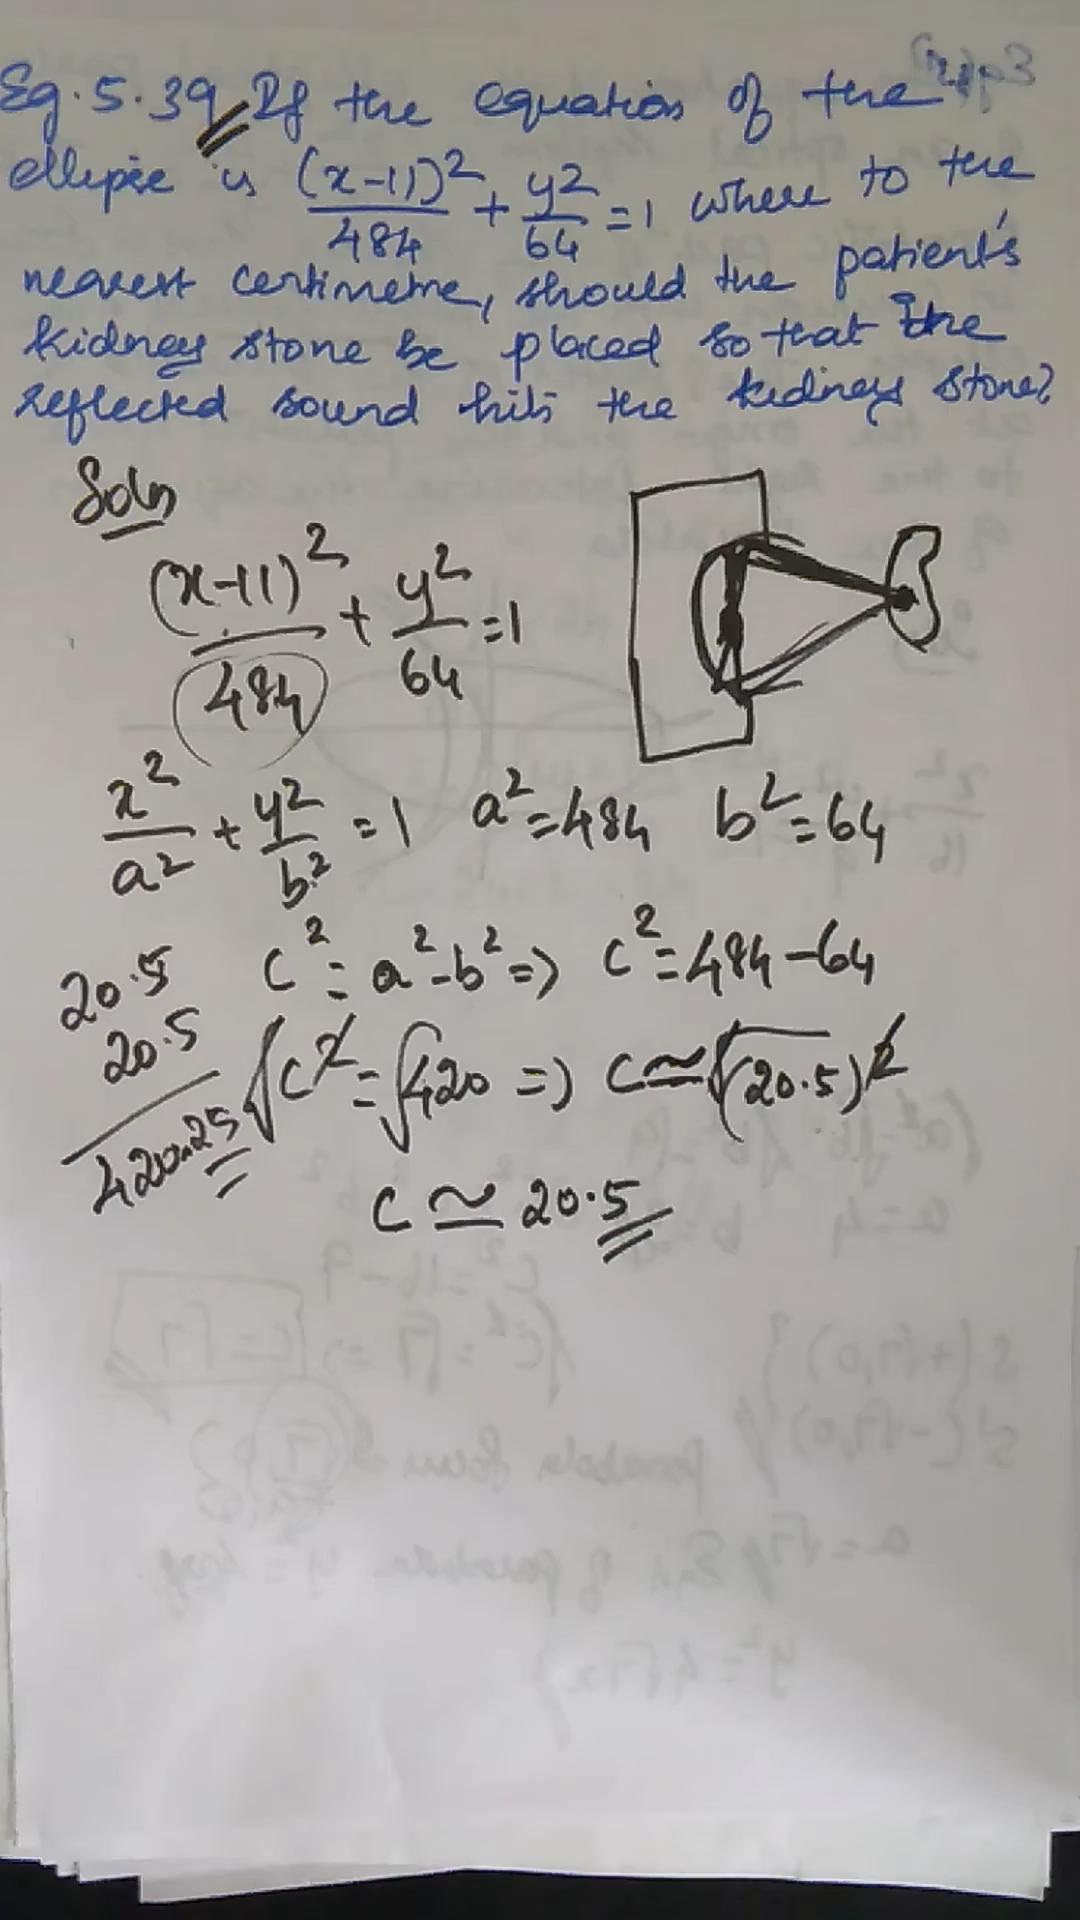 Eg. 5.39 If the equation of the
ellipse is (x-11)²/484 + y²/64 = 1 where to the
nearest centimetre, should the patient's
kidney stone be placed so that the
reflected sound hits the kidney stone?
Soln
(x-11)²/484 + y²/64 = 1
x²/a² + y²/b² = 1 a² = 484 b² = 64
c² = a² - b² => c² = 484 - 64
20.5
20.5
420.25
√c² = √420 => c ≃ √(20.5)²
c ≃ 20.5